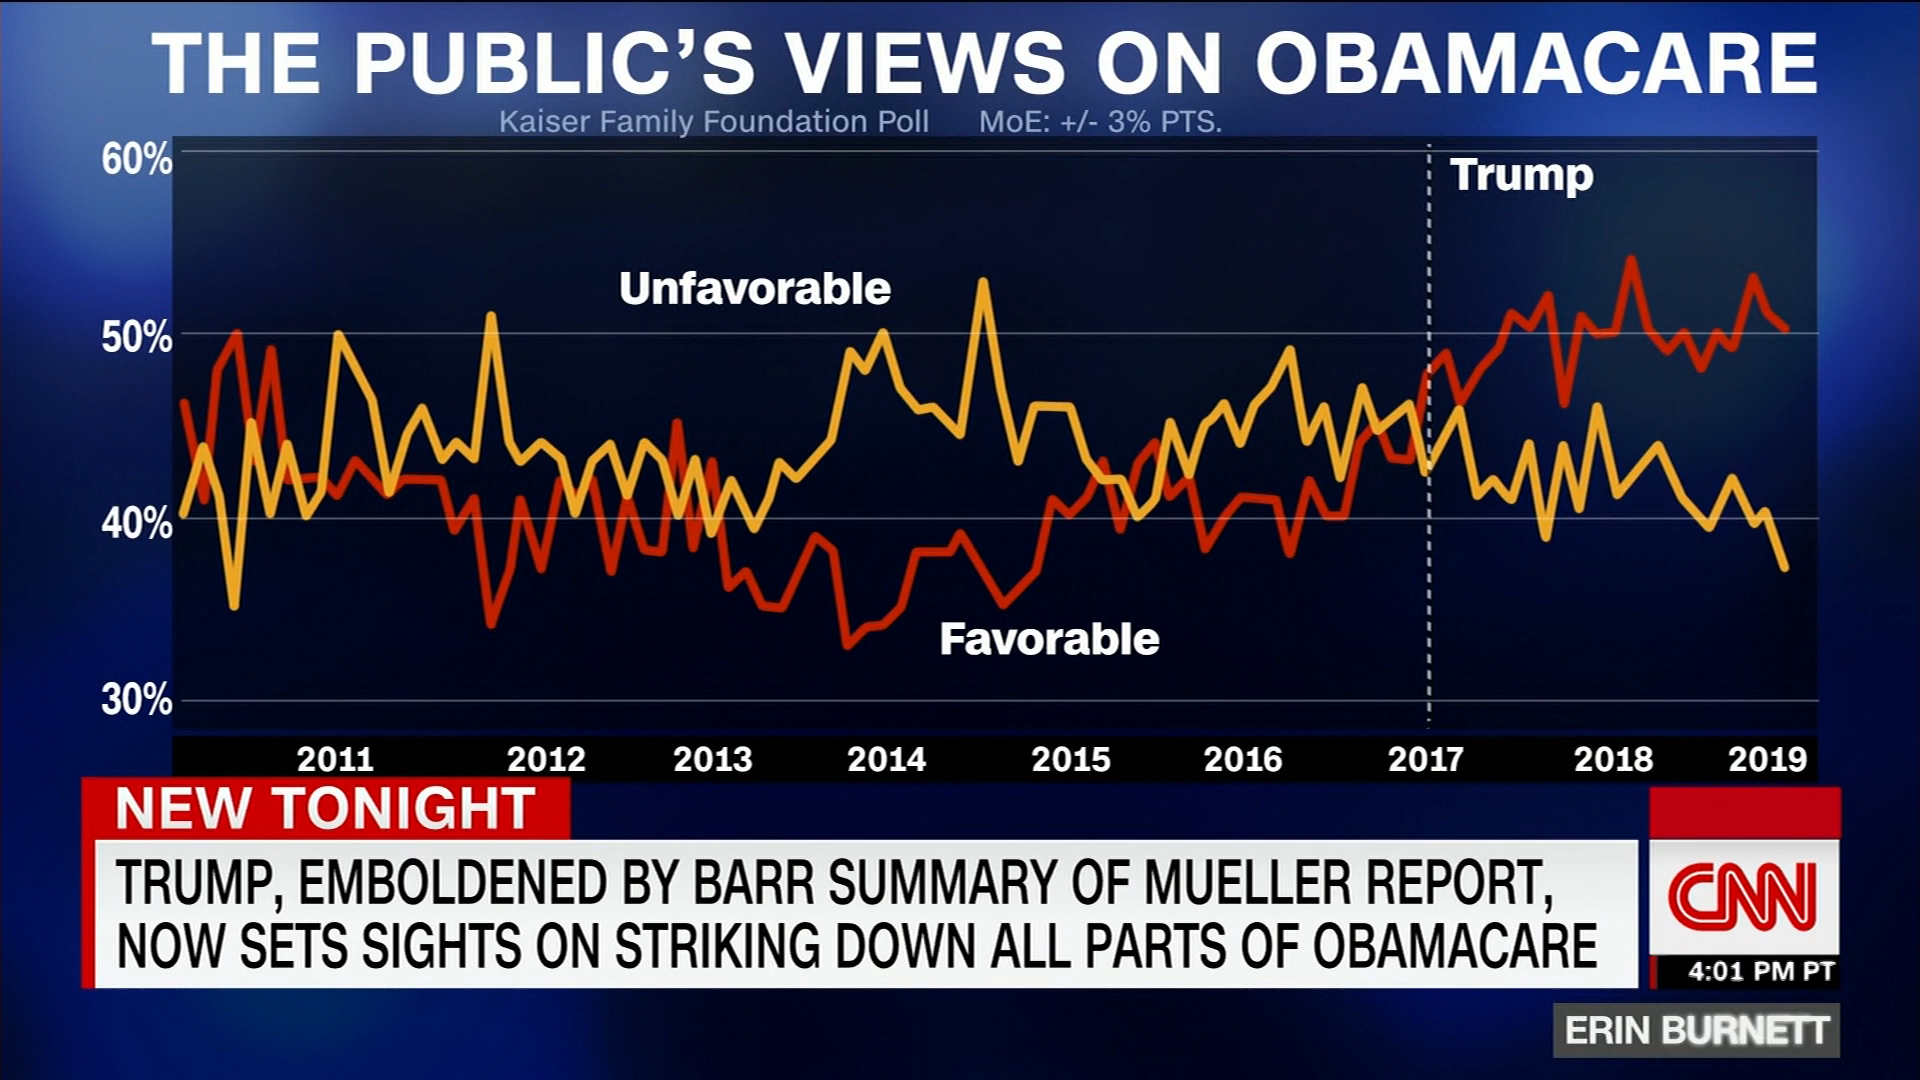 THE PUBLIC'S VIEWS ON OBAMACARE
Kaiser Family Foundation Poll MoE: +/- 3% PTS.
60%
Trump
Unfavorable
50%
40%
Favorable
30%
2011 2012 2013 2014 2015 2016 2017 2018 2019
NEW TONIGHT
TRUMP, EMBOLDENED BY BARR SUMMARY OF MUELLER REPORT,
NOW SETS SIGHTS ON STRIKING DOWN ALL PARTS OF OBAMACARE
CNN
4:01 PM PT
ERIN BURNETT